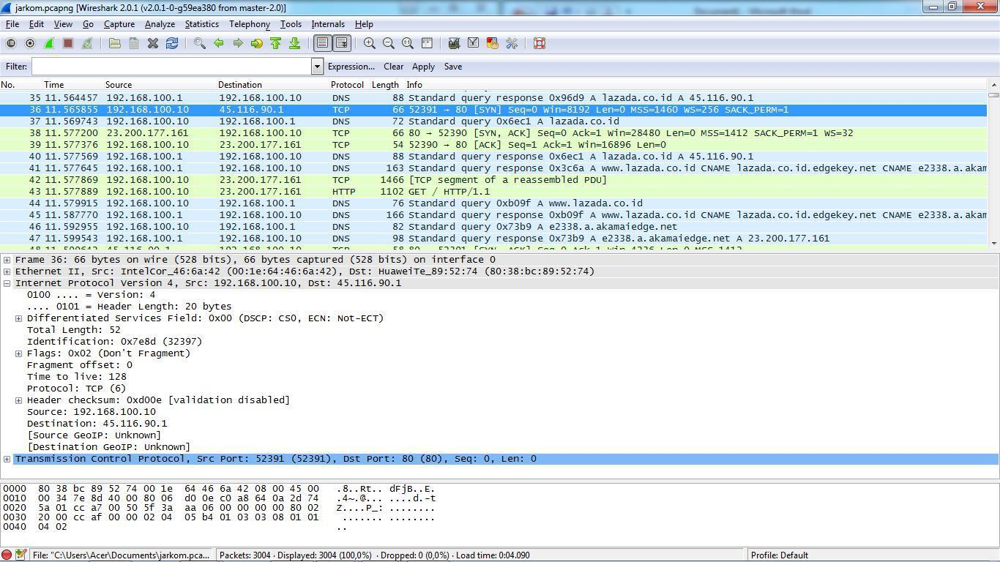 jarkom.pcapng [Wireshark 2.0.1 (v2.0.1-0-g59ea380 from master-2.0)]
File Edit View Go Capture Analyze Statistics Telephony Tools Internals Help
Filter: Expression... Clear Apply Save
No. Time Source Destination Protocol Length Info
35 11.564457 192.168.100.1 192.168.100.10 DNS 88 Standard query response 0x96d9 A lazada.co.id A 45.116.90.1
36 11.565855 192.168.100.10 45.116.90.1 TCP 66 52391 → 80 [SYN] Seq=0 Win=8192 Len=0 MSS=1460 WS=256 SACK_PERM=1
37 11.569743 192.168.100.10 192.168.100.1 DNS 72 Standard query 0x6ec1 A lazada.co.id
38 11.577200 23.200.177.161 192.168.100.10 TCP 66 80 → 52390 [SYN, ACK] Seq=0 Ack=1 Win=28480 Len=0 MSS=1412 SACK_PERM=1 WS=32
39 11.577376 192.168.100.10 23.200.177.161 TCP 54 52390 → 80 [ACK] Seq=1 Ack=1 Win=16896 Len=0
40 11.577569 192.168.100.1 192.168.100.10 DNS 88 Standard query response 0x6ec1 A lazada.co.id A 45.116.90.1
41 11.577645 192.168.100.1 192.168.100.10 DNS 163 Standard query response 0x3c6a A www.lazada.co.id CNAME lazada.co.id.edgekey.net CNAME e2338.a.akam
42 11.577869 192.168.100.10 23.200.177.161 TCP 1466 [TCP segment of a reassembled PDU]
43 11.577889 192.168.100.10 23.200.177.161 HTTP 1102 GET / HTTP/1.1
44 11.579915 192.168.100.10 192.168.100.1 DNS 76 Standard query 0xb09f A www.lazada.co.id
45 11.587770 192.168.100.1 192.168.100.10 DNS 166 Standard query response 0xb09f A www.lazada.co.id CNAME lazada.co.id.edgekey.net CNAME e2338.a.akam
46 11.592955 192.168.100.10 192.168.100.1 DNS 82 Standard query 0x73b9 A e2338.a.akamaiedge.net
47 11.599543 192.168.100.1 192.168.100.10 DNS 98 Standard query response 0x73b9 A e2338.a.akamaiedge.net A 23.200.177.161
Frame 36: 66 bytes on wire (528 bits), 66 bytes captured (528 bits) on interface 0
Ethernet II, Src: IntelCor_46:6a:42 (00:1e:64:46:6a:42), Dst: HuaweiTe_89:52:74 (80:38:bc:89:52:74)
Internet Protocol Version 4, Src: 192.168.100.10, Dst: 45.116.90.1
0100 .... = Version: 4
.... 0101 = Header Length: 20 bytes
Differentiated Services Field: 0x00 (DSCP: CS0, ECN: Not-ECT)
Total Length: 52
Identification: 0x7e8d (32397)
Flags: 0x02 (Don't Fragment)
Fragment offset: 0
Time to live: 128
Protocol: TCP (6)
Header checksum: 0xd00e [validation disabled]
Source: 192.168.100.10
Destination: 45.116.90.1
[Source GeoIP: Unknown]
[Destination GeoIP: Unknown]
Transmission Control Protocol, Src Port: 52391 (52391), Dst Port: 80 (80), Seq: 0, Len: 0
0000 80 38 bc 89 52 74 00 1e 64 46 6a 42 08 00 45 00 .8..Rt.. dFjB..E.
0010 00 34 7e 8d 40 00 80 06 d0 0e c0 a8 64 0a 2d 74 .4~.@... ....d.-t
0020 5a 01 cc a7 00 50 5f 3a aa 06 00 00 00 00 80 02 Z....P_: ........
0030 20 00 cc af 00 00 02 04 05 b4 01 03 03 08 01 01 ....... ........
0040 04 02 ..
File: "C:\Users\Acer\Documents\jarkom.pca... Packets: 3004 · Displayed: 3004 (100,0%) · Dropped: 0 (0,0%) · Load time: 0:04.090 Profile: Default